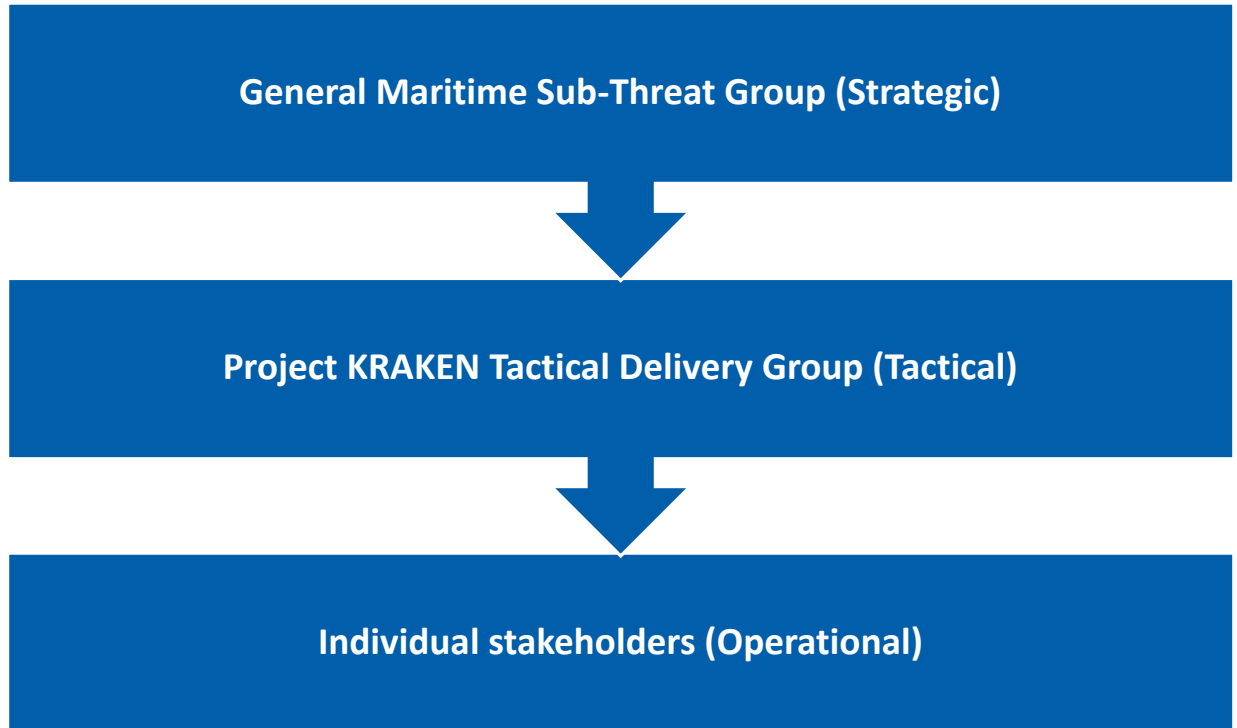 General Maritime Sub-Threat Group (Strategic)
Project KRAKEN Tactical Delivery Group (Tactical)
Individual stakeholders (Operational)